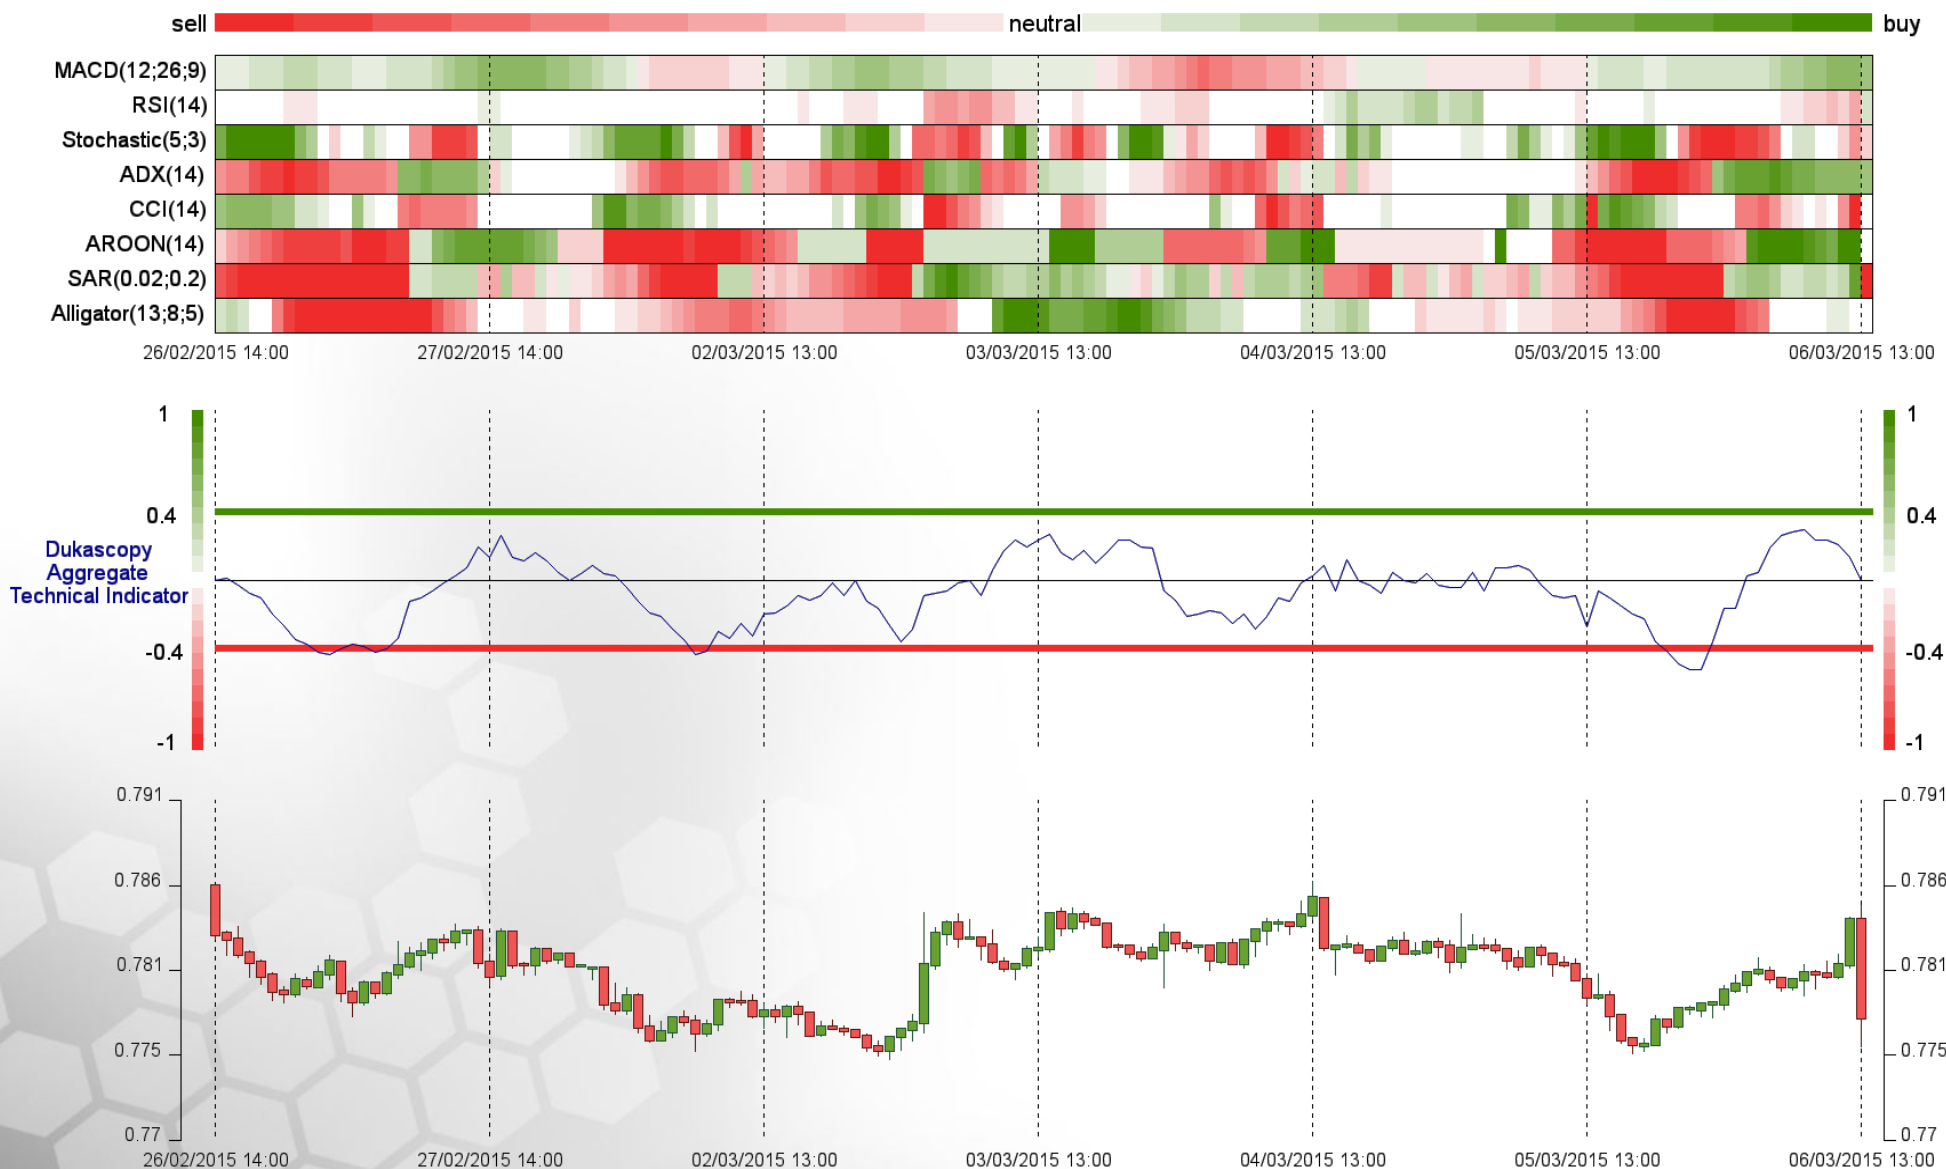 sell neutral buy
MACD(12;26;9)
RSI(14)
Stochastic(5;3)
ADX(14)
CCI(14)
AROON(14)
SAR(0.02;0.2)
Alligator(13;8;5)
26/02/2015 14:00 27/02/2015 14:00 02/03/2015 13:00 03/03/2015 13:00 04/03/2015 13:00 05/03/2015 13:00 06/03/2015 13:00
1 1
0.4 0.4
Dukascopy
Aggregate
Technical Indicator
-0.4 -0.4
-1 -1
0.791 0.791
0.786 0.786
0.781 0.781
0.775 0.775
0.77 0.77
26/02/2015 14:00 27/02/2015 14:00 02/03/2015 13:00 03/03/2015 13:00 04/03/2015 13:00 05/03/2015 13:00 06/03/2015 13:00